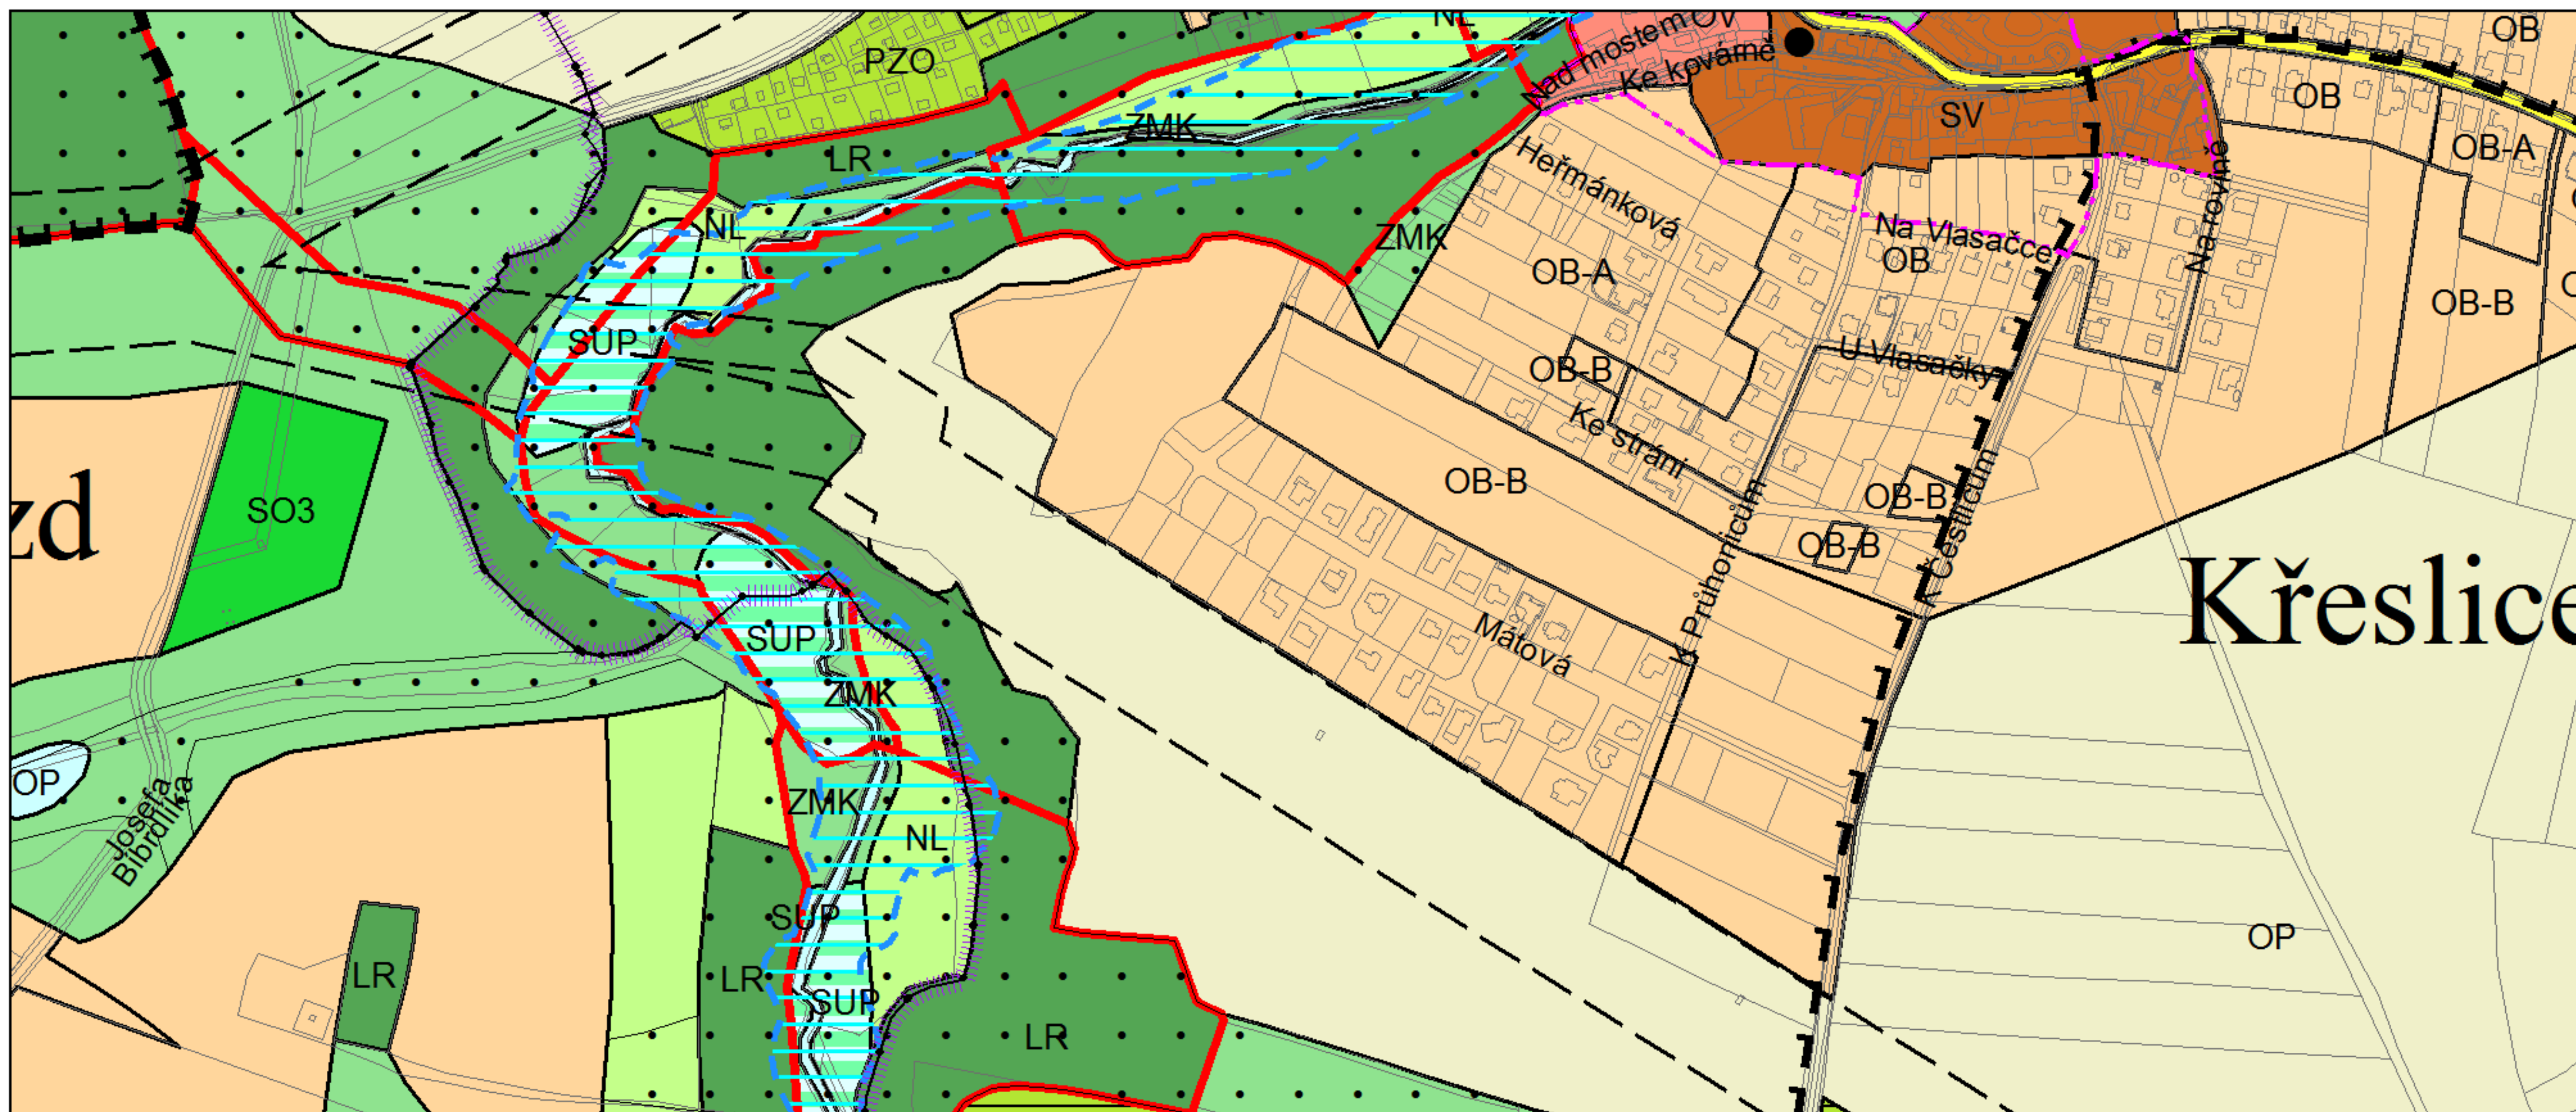 NL
OV
OB
Nad mostem
Ke kovárně
PZO
OB
SV
ZMK
OB-A
LR
Heřmánková
Na rovině
NL
ZMK
Na Vlasačce
OB
OB-A
OB-B
SUP
U Vlasačky
OB-B
Ke stráni
OB-B
OB-B
zd
SO3
OB-B
K Průhonicům
K Čestlicům
Křeslice
SUP
Mátová
ZMK
OP
ZMK
Josefa
Bibrdlíka
NL
SUP
OP
LR
LR
SUP
LR